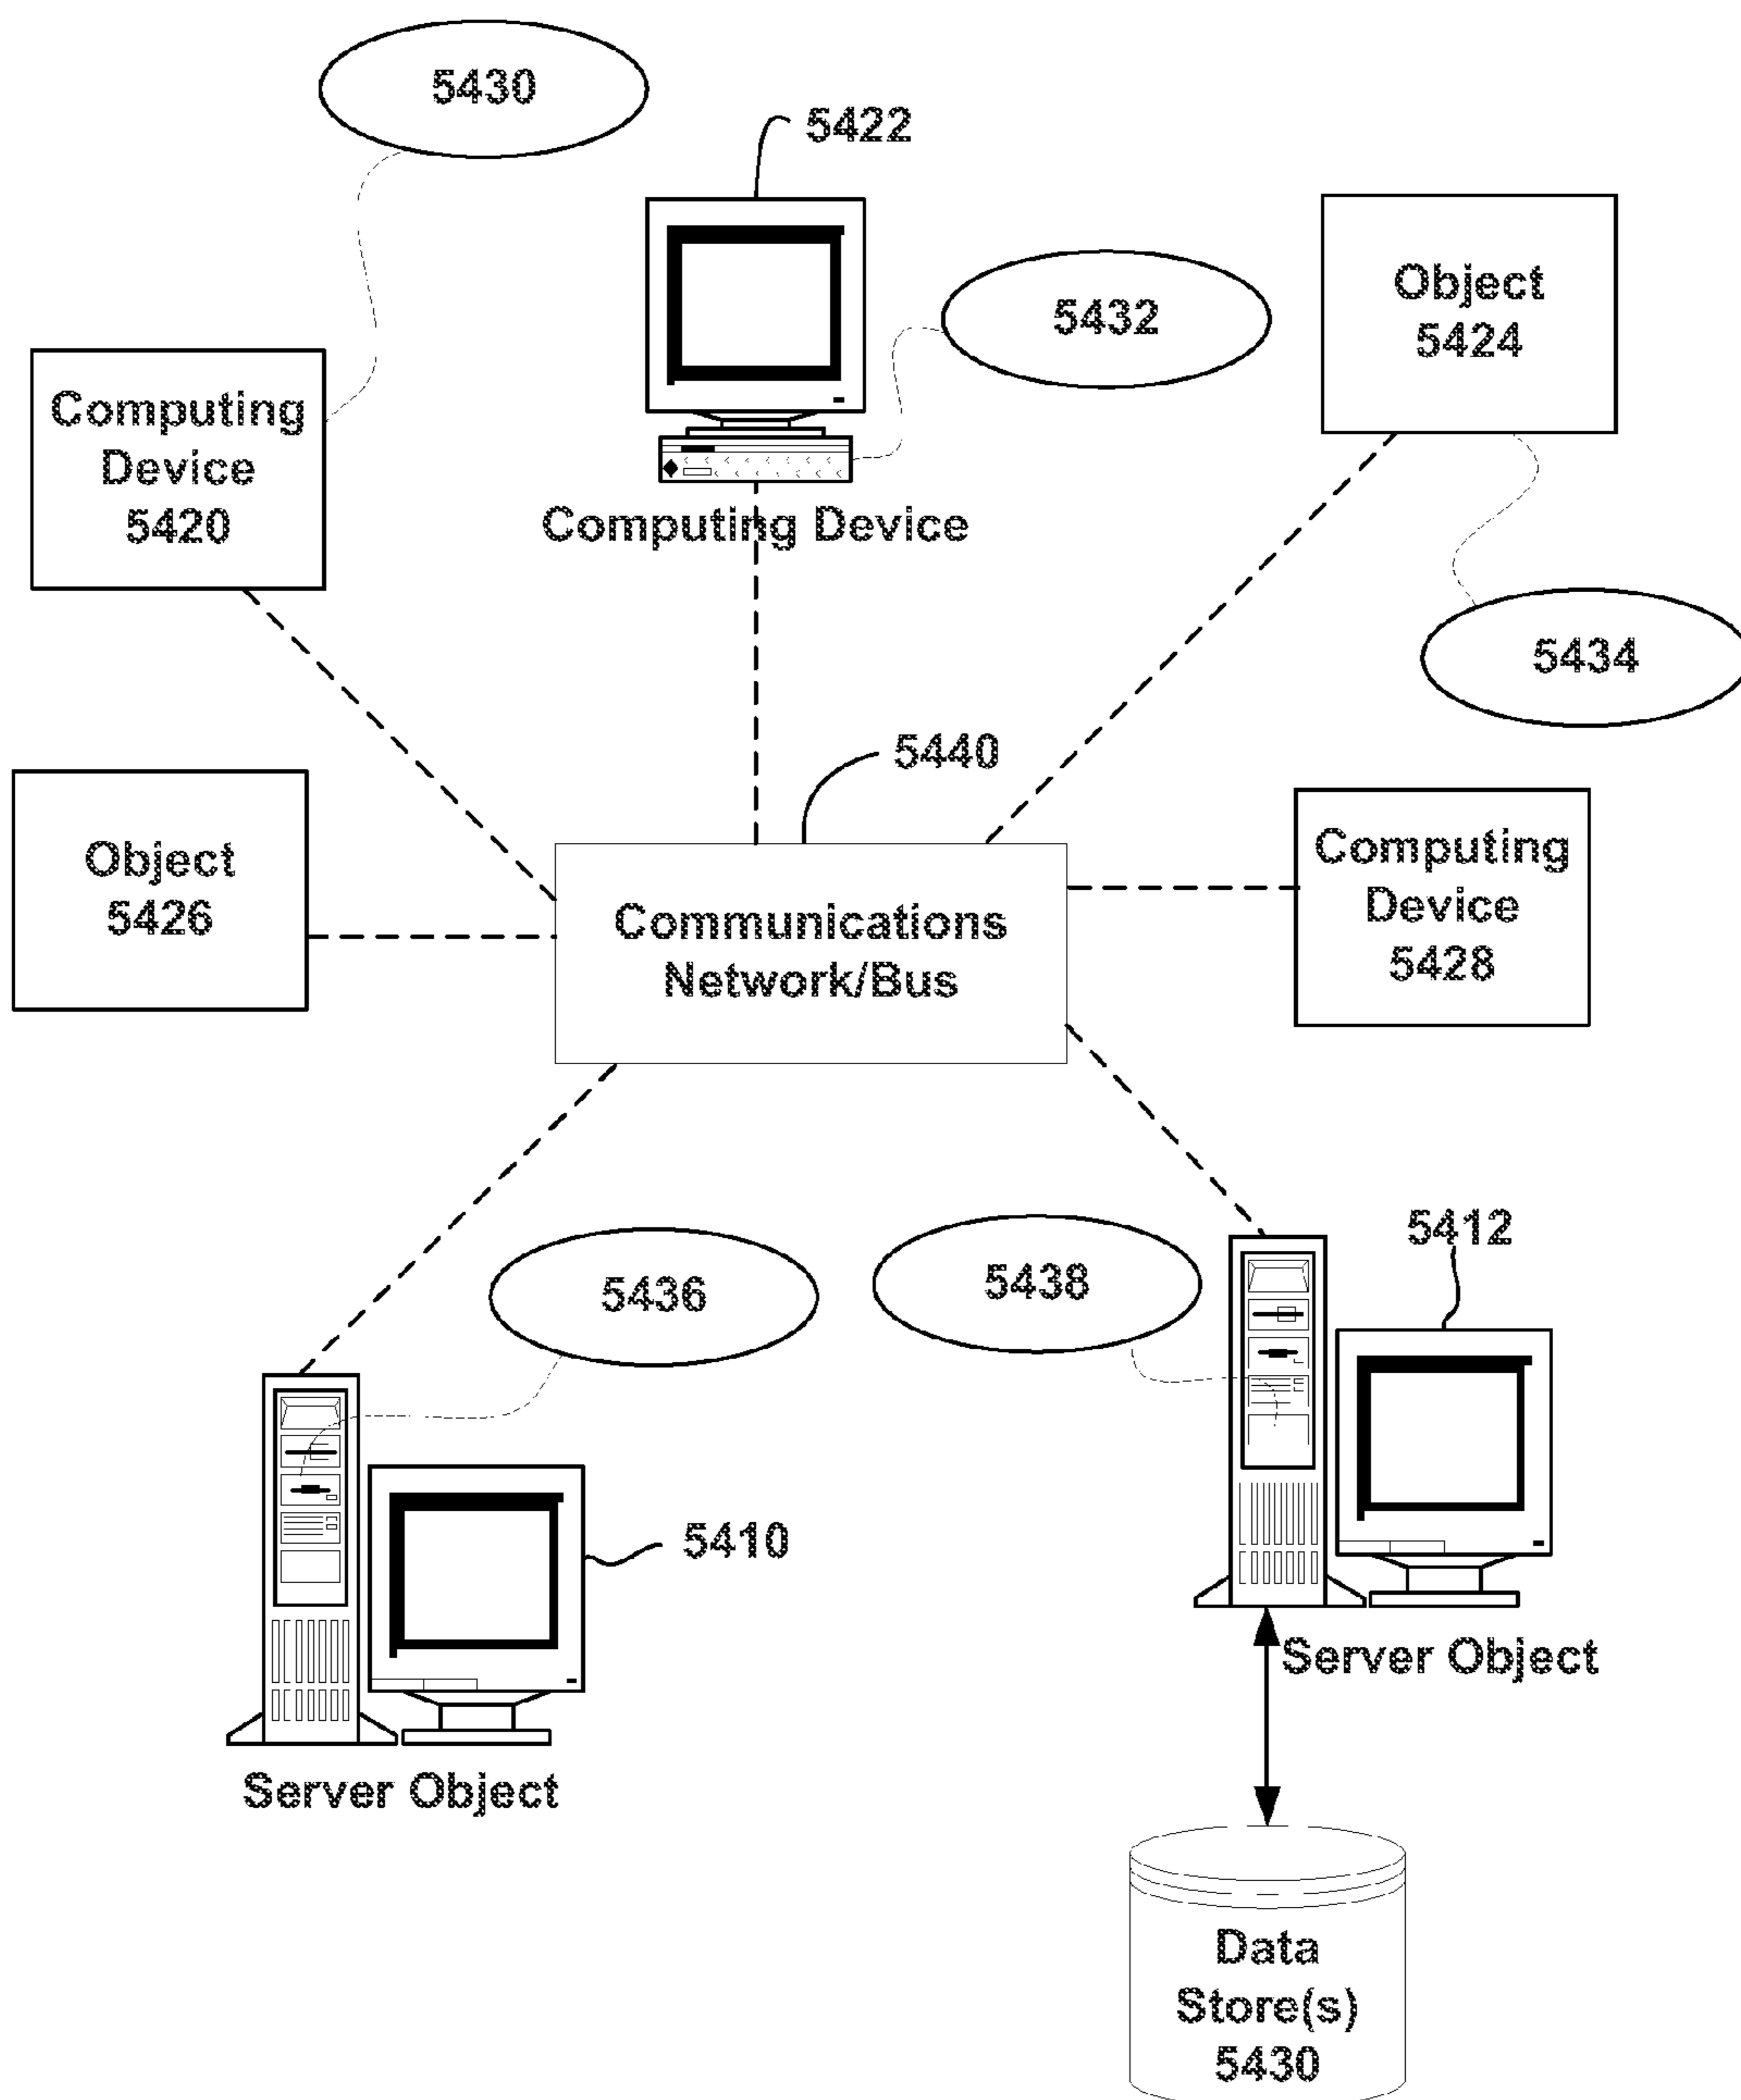 5430
5422
5432
Object
5424
Computing
Device
5420
Computing Device
5434
5440
Object
5426
Communications
Network/Bus
Computing
Device
5428
5436
5438
5412
5410
Server Object
Server Object
Data
Store(s)
5430